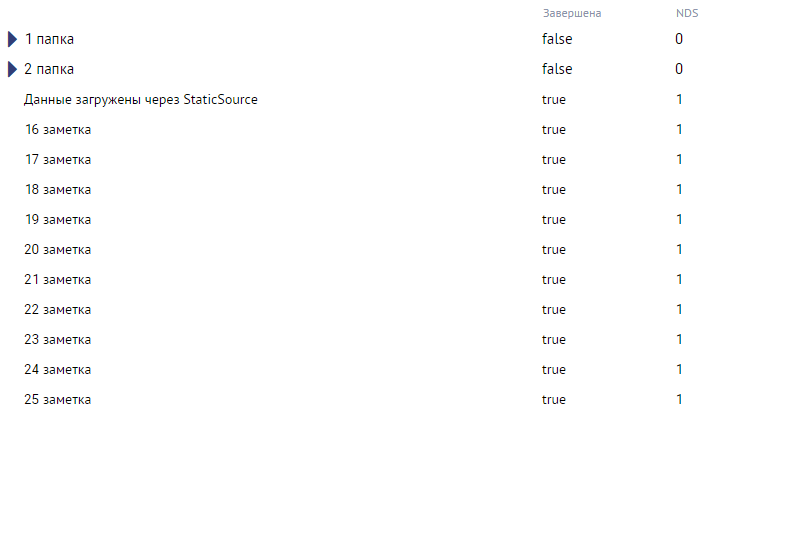 Завершена NDS
1 папка false 0
2 папка false 0
Данные загружены через StaticSource true 1
16 заметка true 1
17 заметка true 1
18 заметка true 1
19 заметка true 1
20 заметка true 1
21 заметка true 1
22 заметка true 1
23 заметка true 1
24 заметка true 1
25 заметка true 1